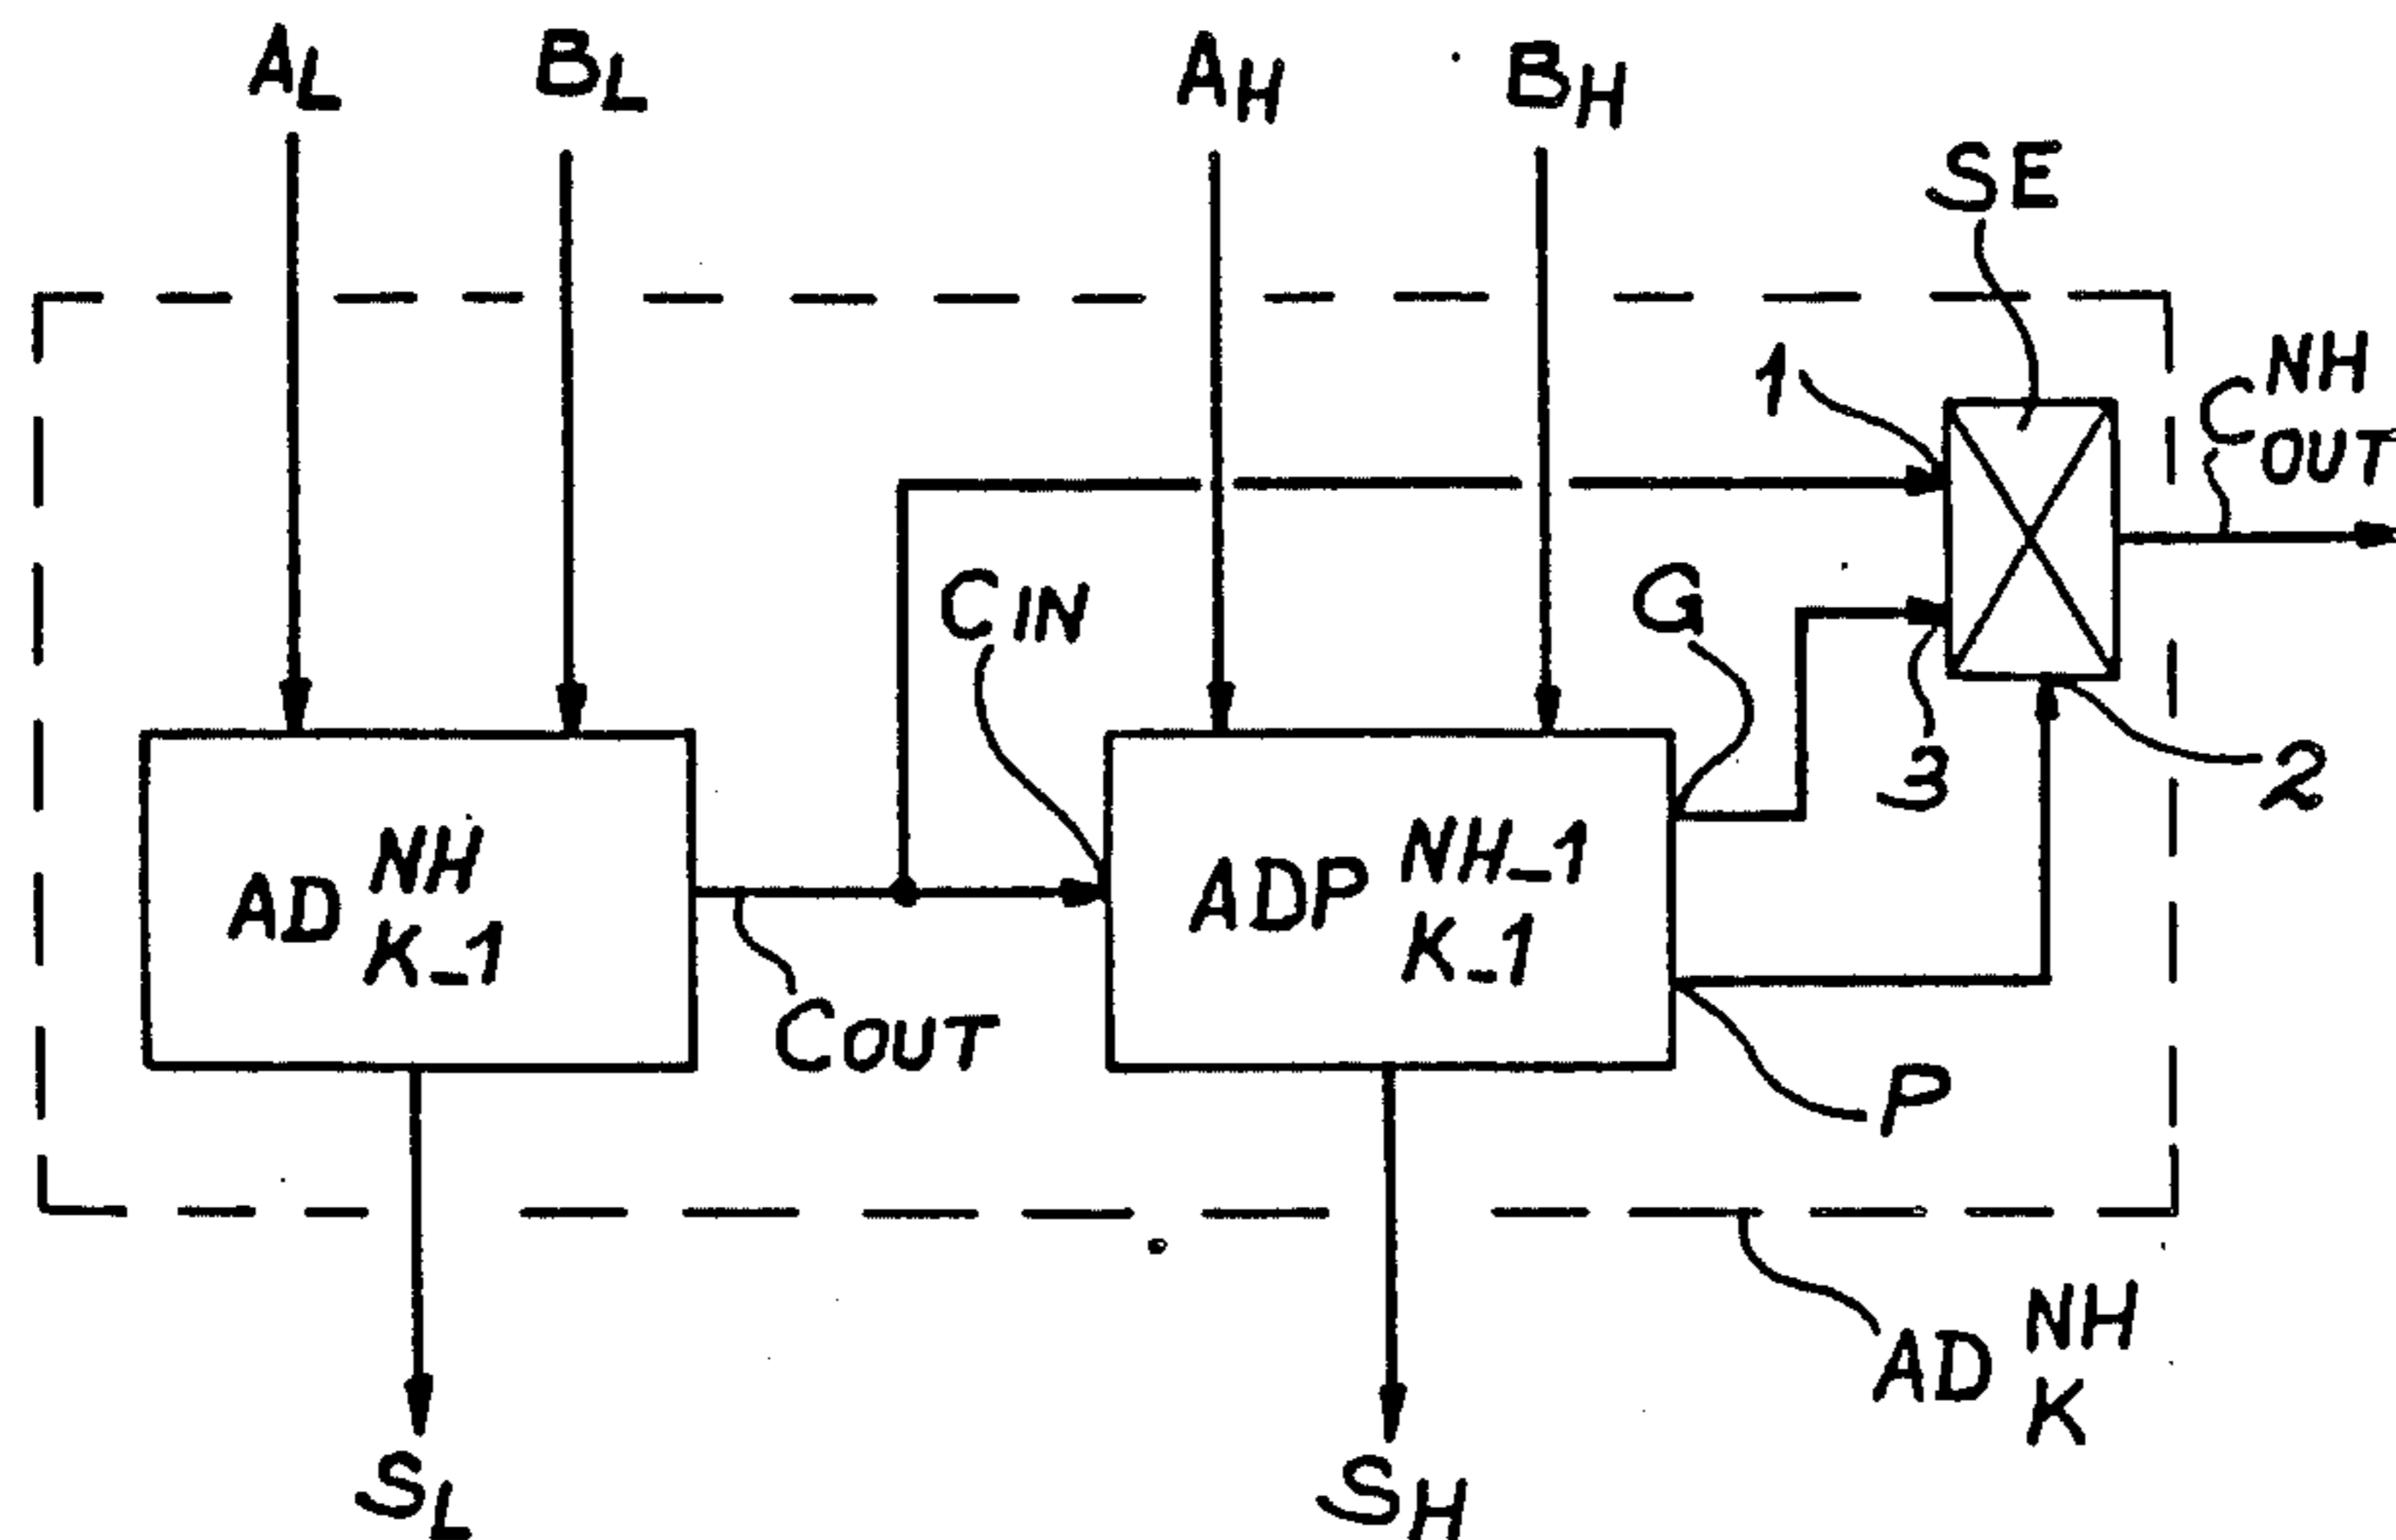 AL BL AH BH
SE
1
C NH OUT
CIN
G
3
2
AD NH K-1
ADP NH-1 K-1
COUT
P
AD NH K
SL SH